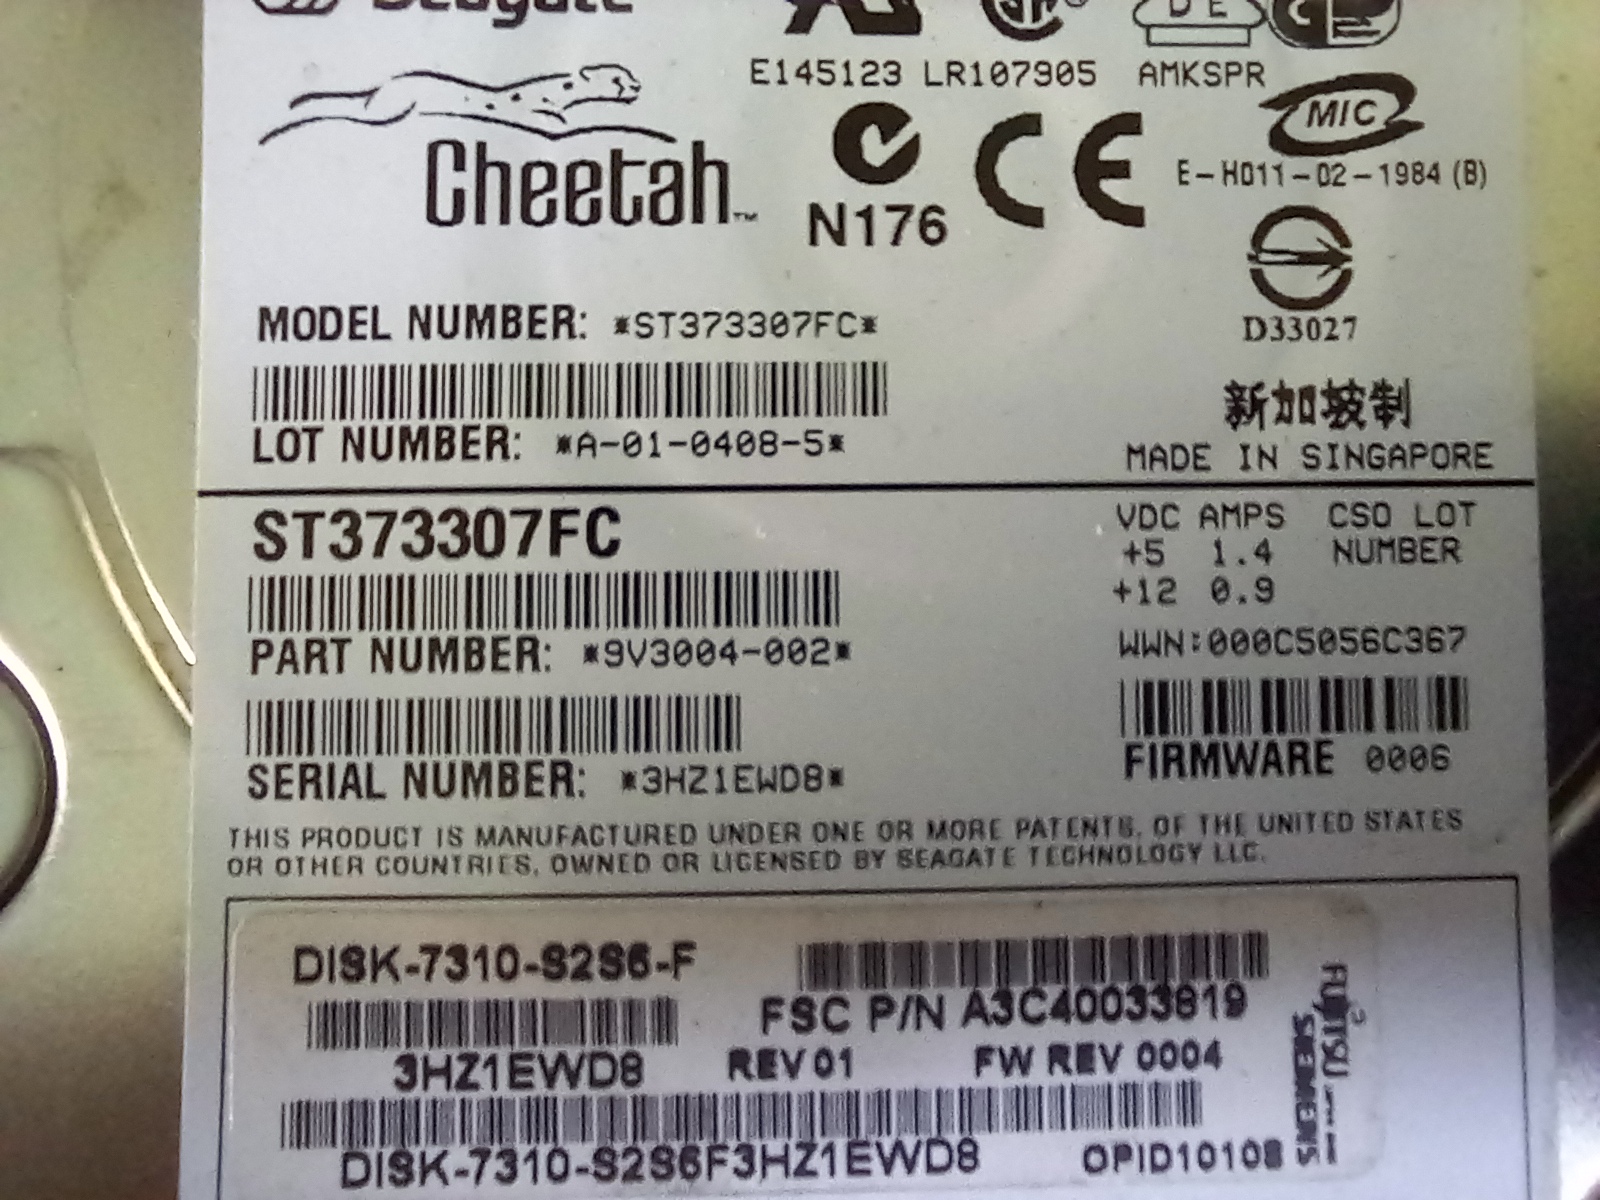 Seagate
E145123 LR107905 AMKSPR
MIC
Cheetah™
N176
CE
E-H011-02-1984 (B)
D33027
MODEL NUMBER: *ST373307FC*
新加坡制
LOT NUMBER: *A-01-0408-5*
MADE IN SINGAPORE
ST373307FC
VDC AMPS CSO LOT
+5 1.4 NUMBER
+12 0.9
PART NUMBER: *9V3004-002*
WWN:000C5056C367
SERIAL NUMBER: *3HZ1EWD8*
FIRMWARE 0006
THIS PRODUCT IS MANUFACTURED UNDER ONE OR MORE PATENTS, OF THE UNITED STATES
OR OTHER COUNTRIES, OWNED OR LICENSED BY SEAGATE TECHNOLOGY LLC.
DISK-7310-S2S6-F
FSC P/N A3C40033819
3HZ1EWD8 REV 01 FW REV 0004
DISK-7310-S2S6F3HZ1EWD8 OPID10108
FUJITSU
SIEMENS